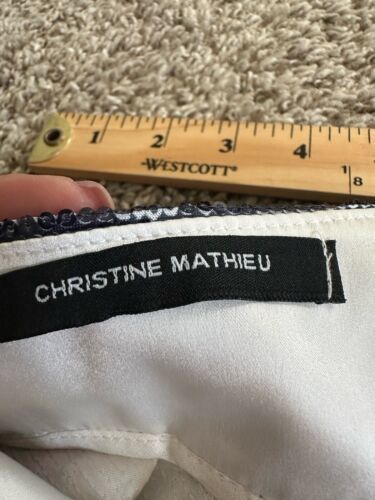 1 2 3 4
WESTCOTT
1
8
CHRISTINE MATHIEU